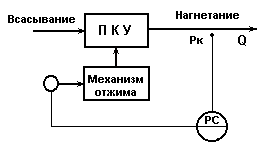 Всасывание
Нагнетание
П К У
Рк
Q
Механизм
отжима
РС